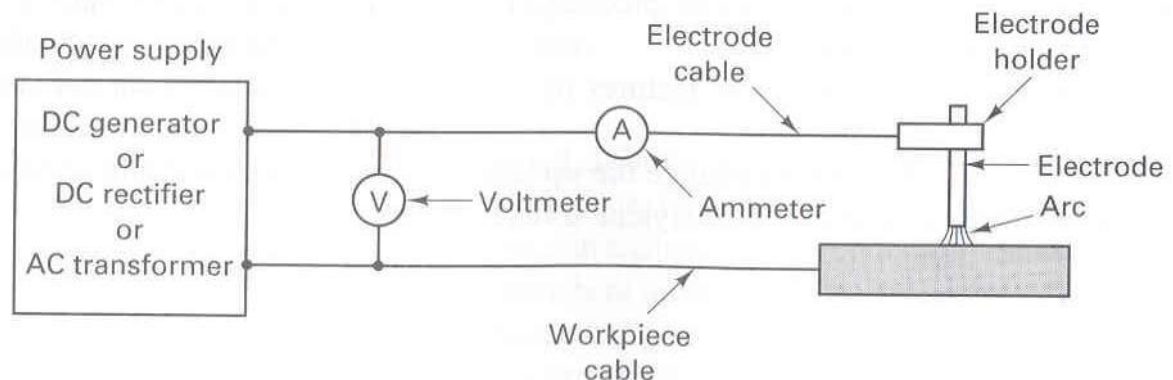 Power supply
DC generator
or
DC rectifier
or
AC transformer
V
Voltmeter
A
Ammeter
Electrode
cable
Electrode
holder
Electrode
Arc
Workpiece
cable